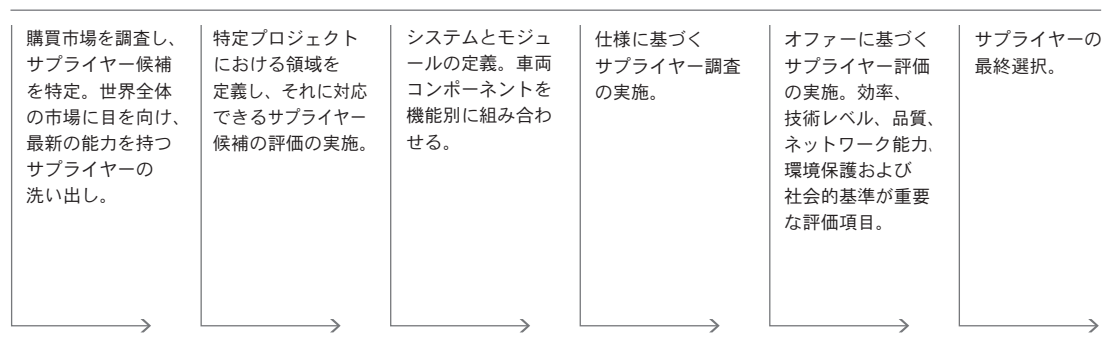 購買市場を調査し、
サプライヤー候補
を特定。世界全体
の市場に目を向け、
最新の能力を持つ
サプライヤーの
洗い出し。
特定プロジェクト
における領域を
定義し、それに対応
できるサプライヤー
候補の評価の実施。
システムとモジュ
ールの定義。車両
コンポーネントを
機能別に組み合わ
せる。
仕様に基づく
サプライヤー調査
の実施。
オファーに基づく
サプライヤー評価
の実施。効率、
技術レベル、品質、
ネットワーク能力、
環境保護および
社会的基準が重要
な評価項目。
サプライヤーの
最終選択。